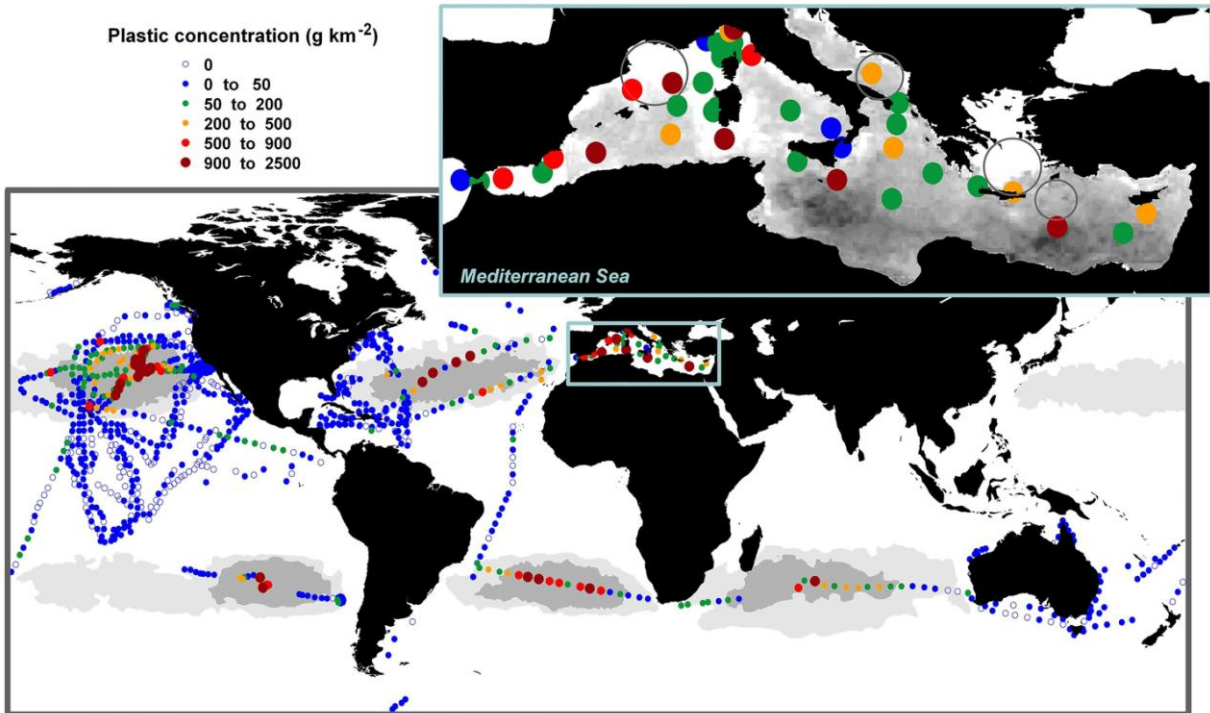 Plastic concentration (g km-2)
0
0 to 50
50 to 200
200 to 500
500 to 900
900 to 2500
Mediterranean Sea